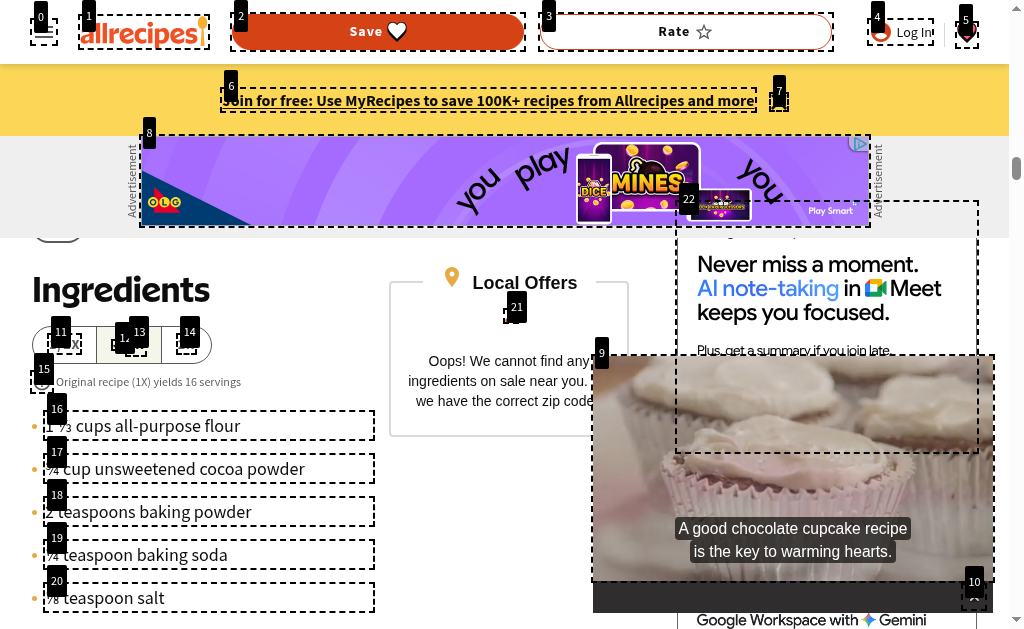 0
1
2
3
4
5
allrecipes
Save
Rate
Log In
6
7
Join for free: Use MyRecipes to save 100K+ recipes from Allrecipes and more
8
Advertisement
OLG
you play
DICE
MINES
you
Play Smart
Advertisement
22
Ingredients
Local Offers
21
Never miss a moment.
AI note-taking in Meet
keeps you focused.
Plus, get a summary if you join late.
11
13
14
15
Original recipe (1X) yields 16 servings
Oops! We cannot find any
ingredients on sale near you.
we have the correct zip code
9
16
1 ⅓ cups all-purpose flour
17
¾ cup unsweetened cocoa powder
18
2 teaspoons baking powder
19
¼ teaspoon baking soda
20
⅛ teaspoon salt
A good chocolate cupcake recipe
is the key to warming hearts.
10
Google Workspace with Gemini